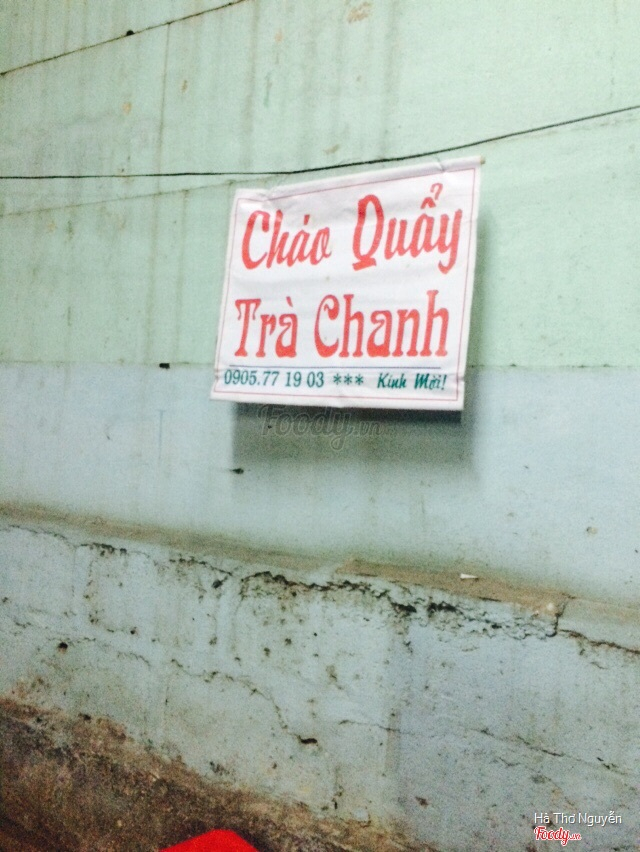 Cháo Quẩy
Trà Chanh
0905.77 19 03 *** Kính Mời!
Foody.vn
Hà Thơ Nguyễn
Foody.vn